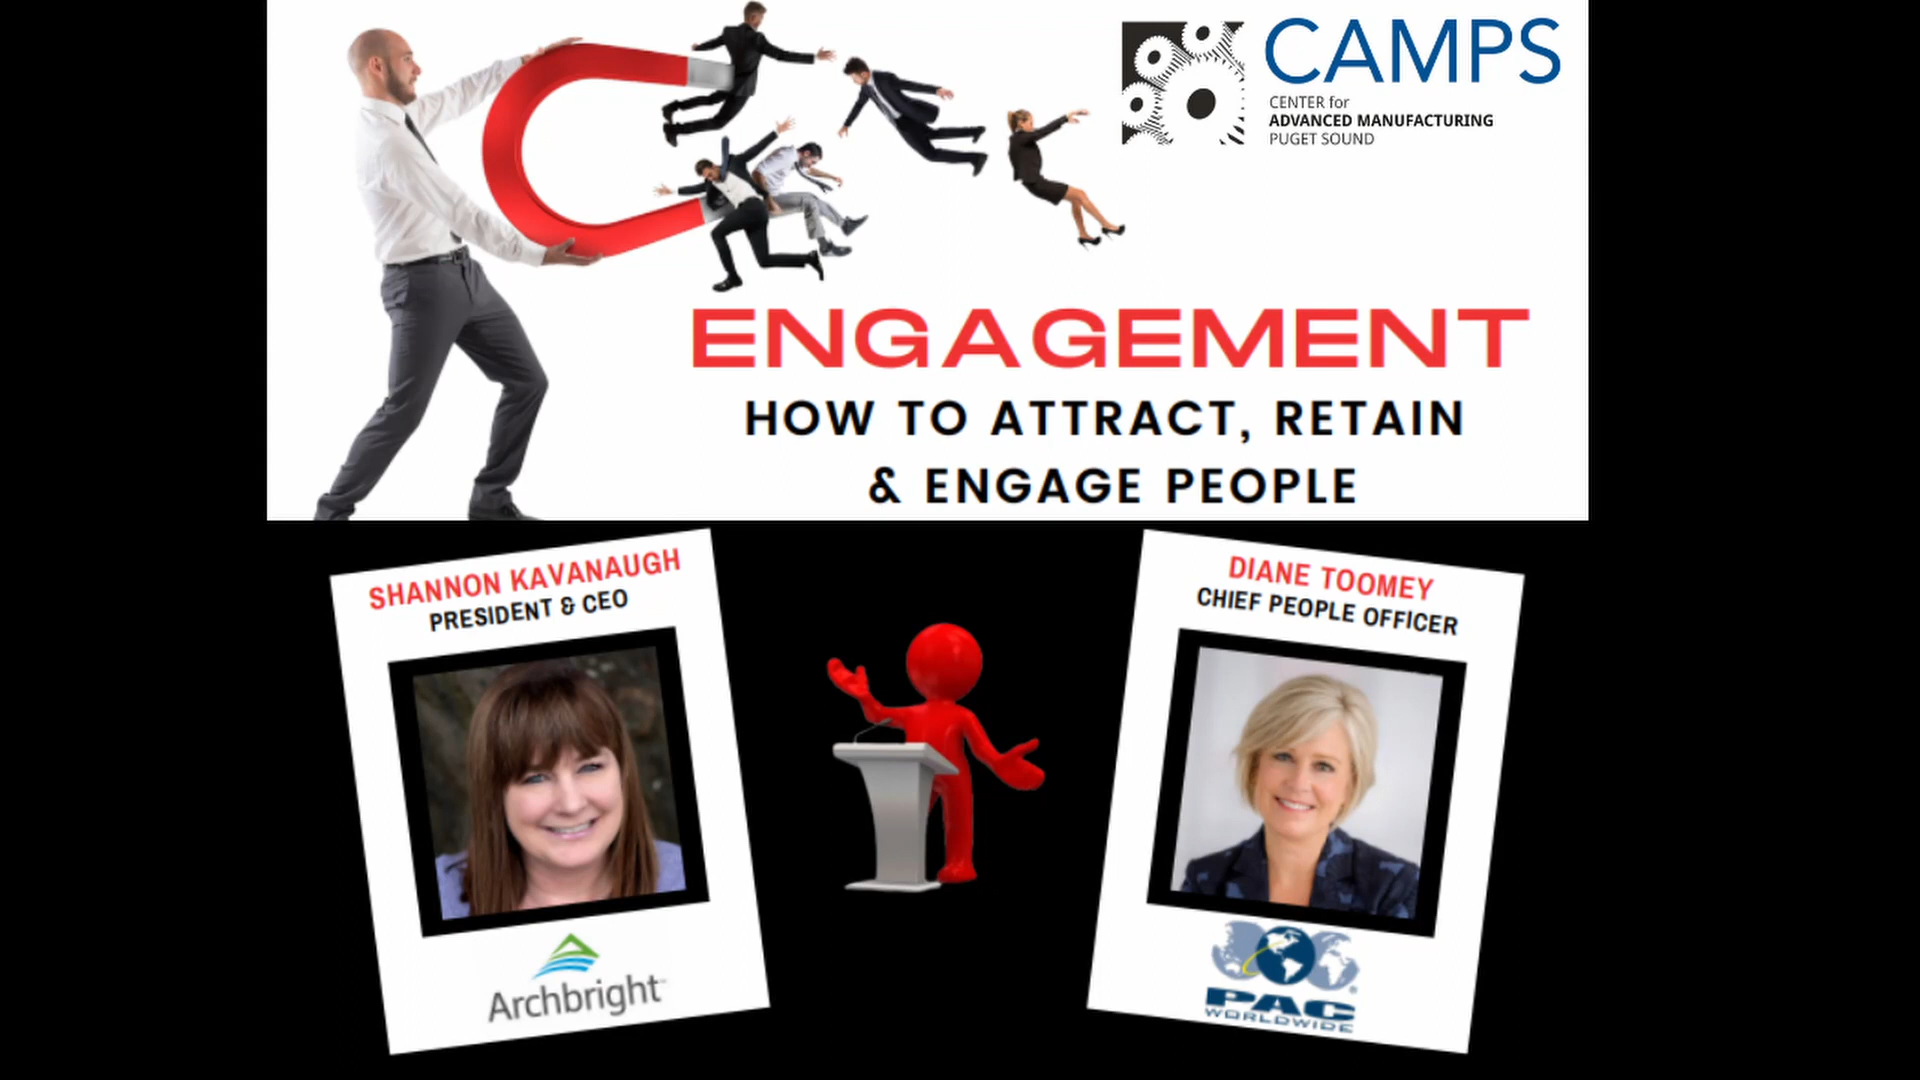 CAMPS
CENTER for
ADVANCED MANUFACTURING
PUGET SOUND
ENGAGEMENT
HOW TO ATTRACT, RETAIN
& ENGAGE PEOPLE
SHANNON KAVANAUGH
PRESIDENT & CEO
Archbright™
DIANE TOOMEY
CHIEF PEOPLE OFFICER
PAC
WORLDWIDE